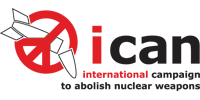 ican
international campaign
to abolish nuclear weapons